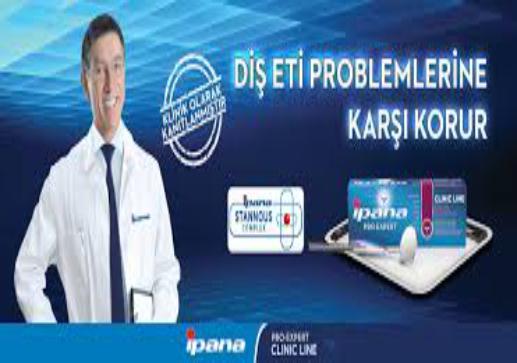 DİŞ ETİ PROBLEMLERİNE
KARŞI KORUR
KLİNİK OLARAK
KANITLANMIŞTIR
ipana
STANNOUS
COMPLEX
ipana
PRO-EXPERT
CLINIC LINE
ipana
PRO-EXPERT
CLINIC LINE